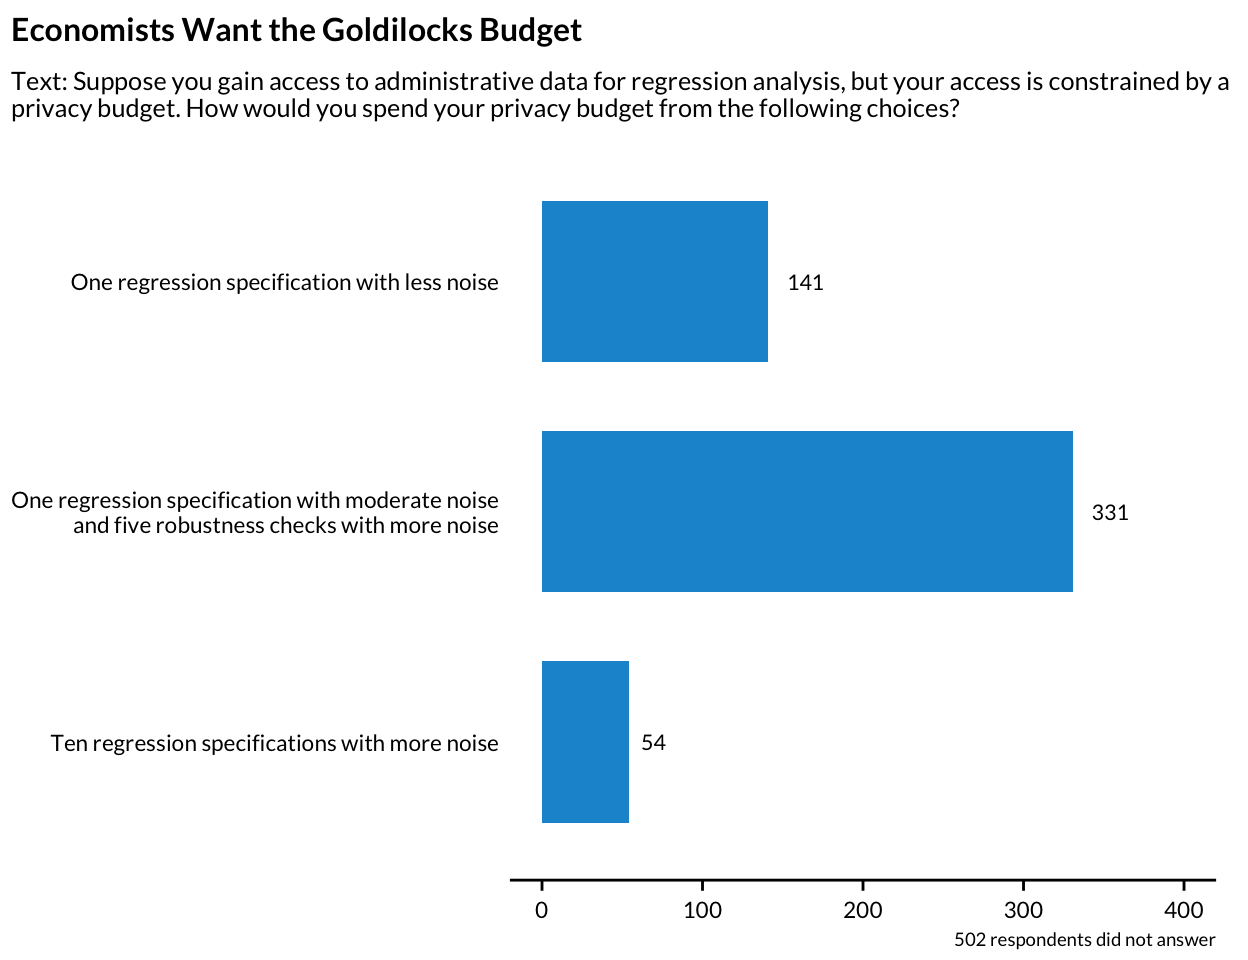 Economists Want the Goldilocks Budget
Text: Suppose you gain access to administrative data for regression analysis, but your access is constrained by a
privacy budget. How would you spend your privacy budget from the following choices?
One regression specification with less noise
141
One regression specification with moderate noise
and five robustness checks with more noise
331
Ten regression specifications with more noise
54
0 100 200 300 400
502 respondents did not answer